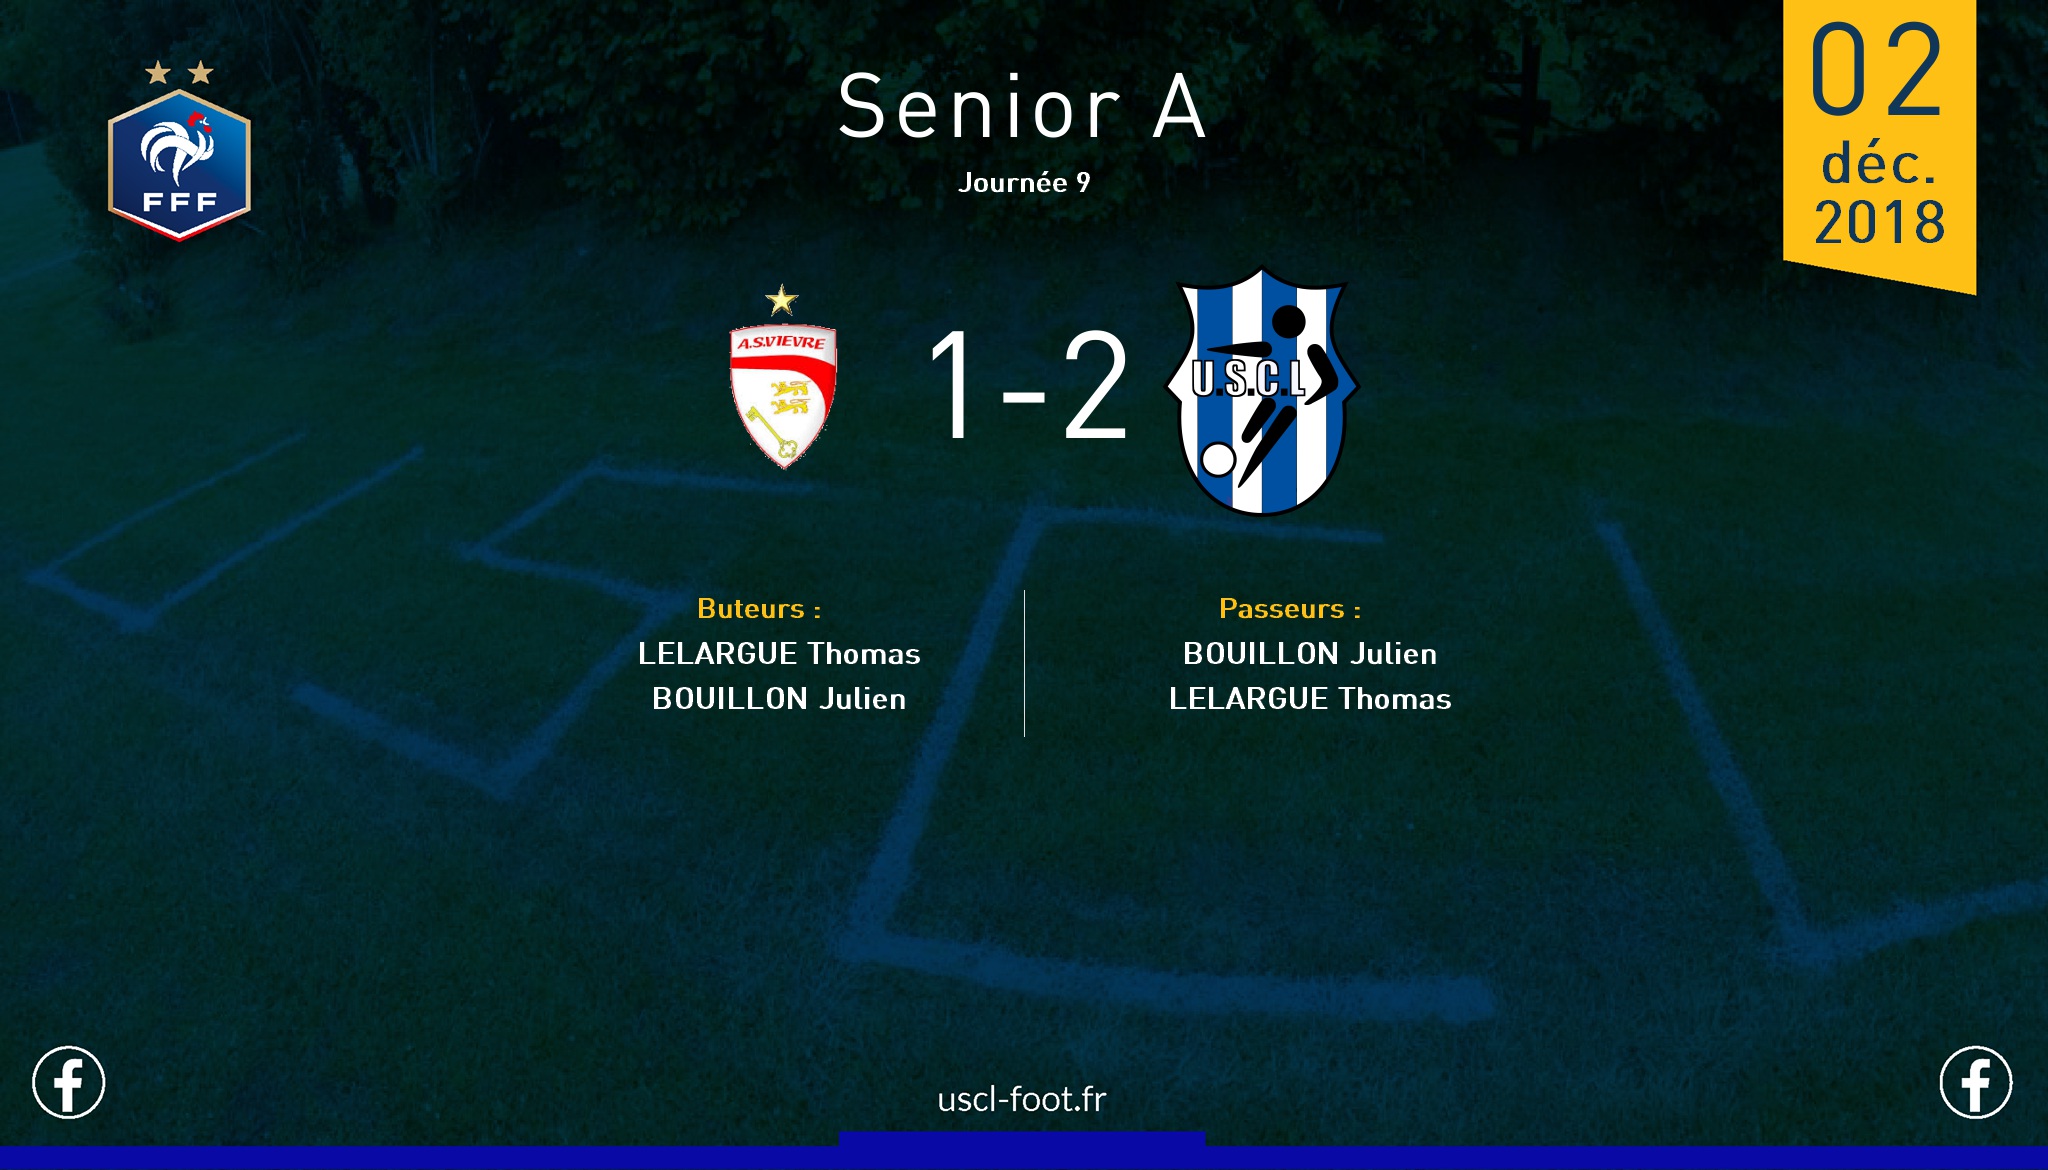 Senior A
Journée 9
02
déc.
2018
FFF
A.S.VIEVRE
1-2
U.S.C.L
Buteurs :
LELARGUE Thomas
BOUILLON Julien
Passeurs :
BOUILLON Julien
LELARGUE Thomas
USCL
uscl-foot.fr